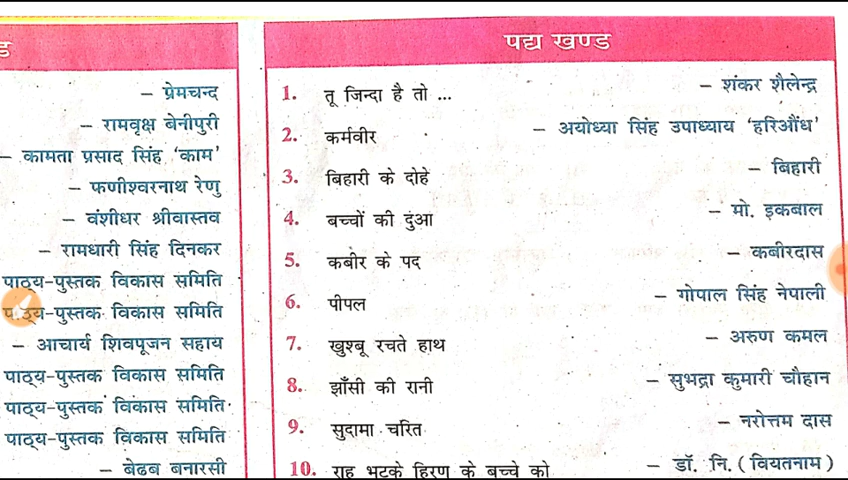 ड
– प्रेमचन्द
– रामवृक्ष बेनीपुरी
– कामता प्रसाद सिंह ‘काम’
– फणीश्वरनाथ रेणु
– वंशीधर श्रीवास्तव
– रामधारी सिंह दिनकर
पाठ्य-पुस्तक विकास समिति
पाठ्य-पुस्तक विकास समिति
– आचार्य शिवपूजन सहाय
पाठ्य-पुस्तक विकास समिति
पाठ्य-पुस्तक विकास समिति
पाठ्य-पुस्तक विकास समिति
– बेढब बनारसी
पद्य खण्ड
1. तू जिन्दा है तो ... – शंकर शैलेन्द्र
2. कर्मवीर – अयोध्या सिंह उपाध्याय ‘हरिऔंध’
3. बिहारी के दोहे – बिहारी
4. बच्चों की दुंआ – मो. इकबाल
5. कबीर के पद – कबीरदास
6. पीपल – गोपाल सिंह नेपाली
7. खुश्बू रचते हाथ – अरुण कमल
8. झाँसी की रानी – सुभद्रा कुमारी चौहान
9. सुदामा चरित – नरोत्तम दास
10. राह भटके हिरण के बच्चे को – डॉ. नि. ( वियतनाम )